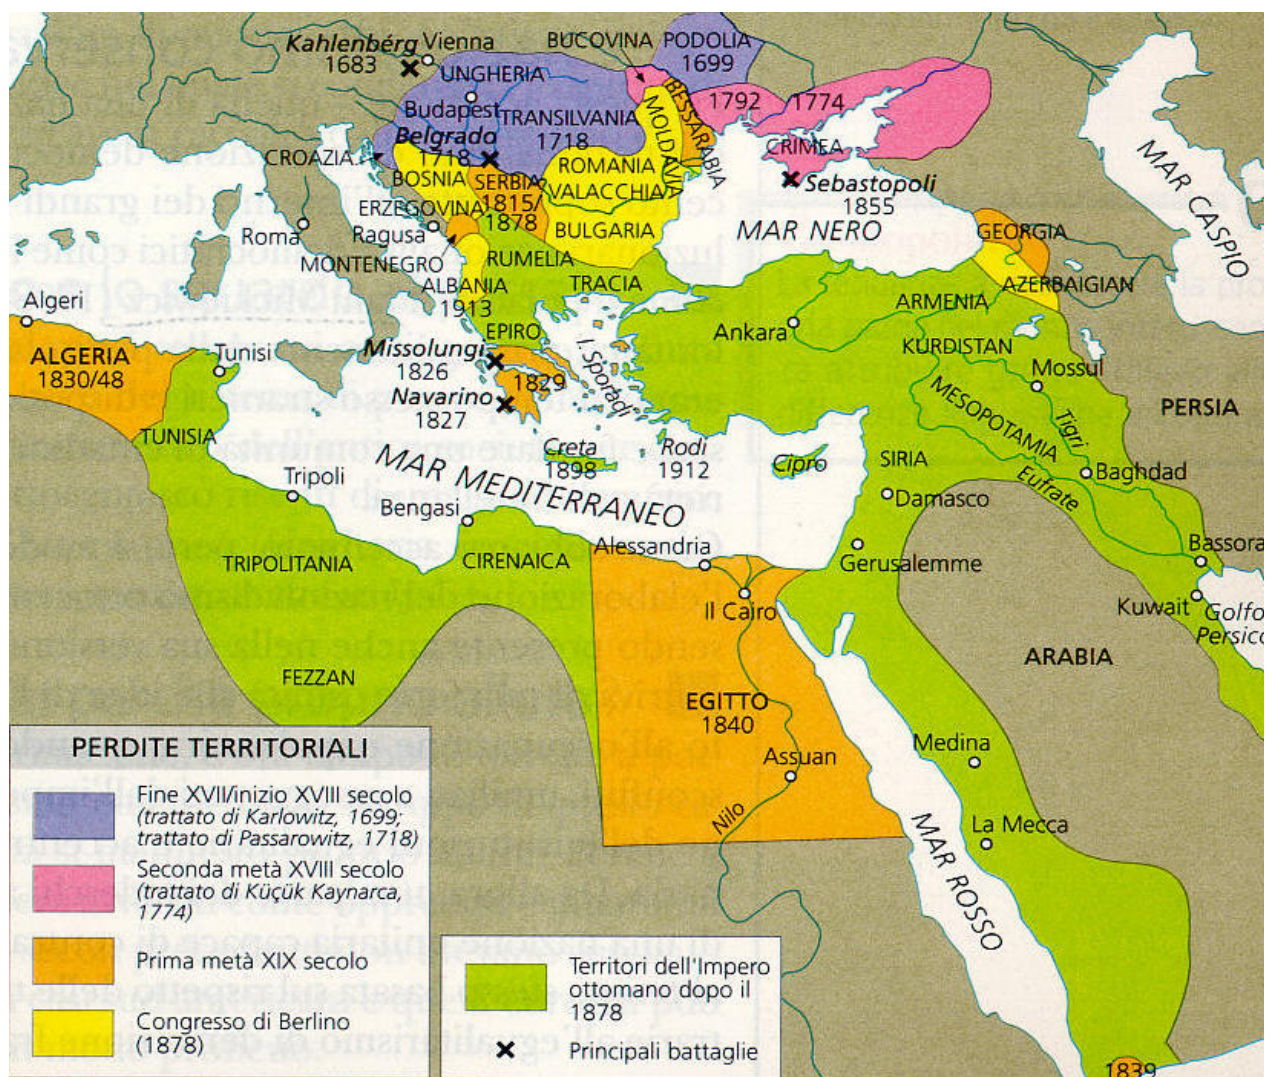 Kahlenbérg
1683
Vienna
BUCOVINA
PODOLIA
1699
UNGHERIA
Budapest
TRANSILVANIA
1718
Belgrado
1718
MOLDAVIA
BESSARABIA
1792
1774
CRIMEA
Sebastopoli
1855
CROAZIA
BOSNIA
SERBIA
1815/
1878
ROMANIA
VALACCHIA
ERZEGOVINA
Ragusa
BULGARIA
MAR NERO
MAR CASPIO
GEORGIA
Roma
MONTENEGRO
RUMELIA
ALBANIA
1913
TRACIA
AZERBAIGIAN
ARMENIA
Algeri
EPIRO
Ankara
KURDISTAN
ALGERIA
1830/48
Tunisi
Missolungi
1826
I. Sporadi
1829
Mossul
Navarino
1827
MESOPOTAMIA
Tigri
PERSIA
TUNISIA
Creta
1898
Rodi
1912
Cipro
SIRIA
Baghdad
Eufrate
Tripoli
MAR MEDITERRANEO
Damasco
Bengasi
Alessandria
Gerusalemme
Bassora
TRIPOLITANIA
CIRENAICA
Il Cairo
Kuwait
Golfo
Persico
ARABIA
FEZZAN
EGITTO
1840
Medina
Assuan
Nilo
La Mecca
MAR ROSSO
1839
PERDITE TERRITORIALI
Fine XVII/inizio XVIII secolo
(trattato di Karlowitz, 1699;
trattato di Passarowitz, 1718)
Seconda metà XVIII secolo
(trattato di Küçük Kaynarca,
1774)
Prima metà XIX secolo
Congresso di Berlino
(1878)
Territori dell'Impero
ottomano dopo il
1878
Principali battaglie